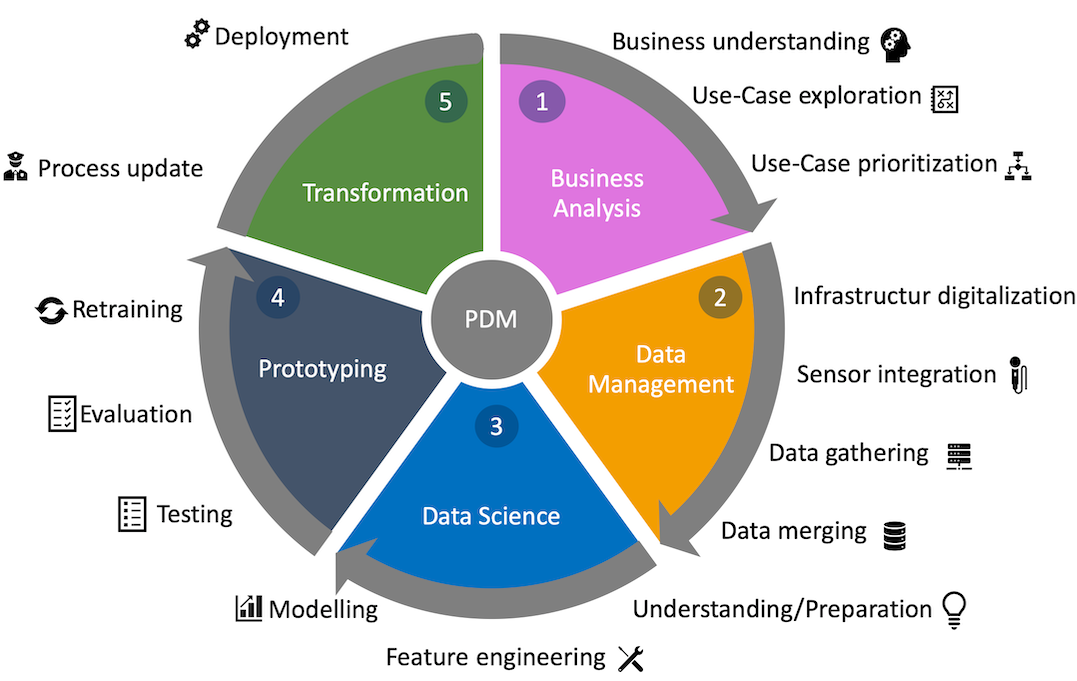 Deployment
Business understanding
Use-Case exploration
5
1
Process update
Use-Case prioritization
Transformation
Business
Analysis
Retraining
4
2
Infrastructur digitalization
PDM
Prototyping
Data
Management
Sensor integration
Evaluation
3
Data gathering
Testing
Data Science
Data merging
Modelling
Understanding/Preparation
Feature engineering